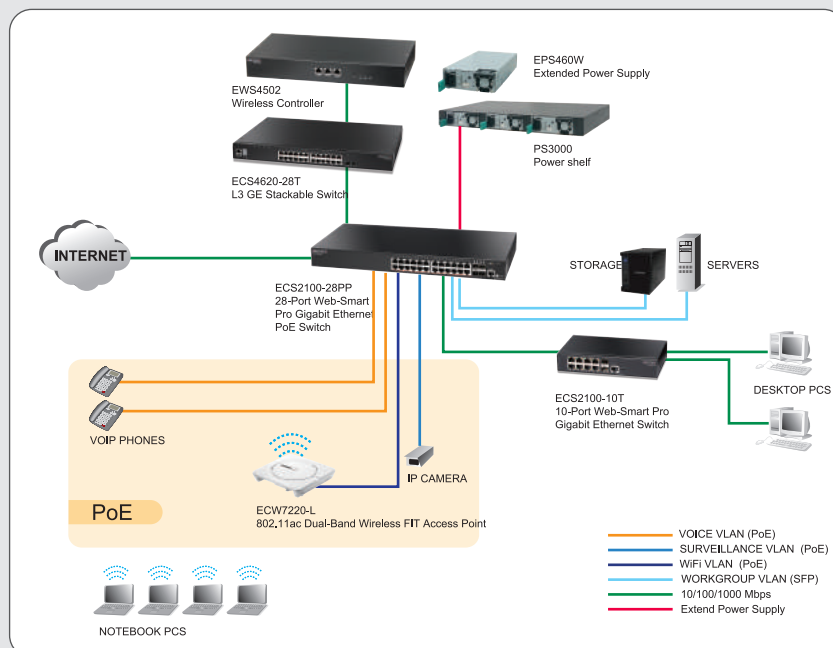 EWS4502
Wireless Controller
EPS460W
Extended Power Supply
PS3000
Power shelf
ECS4620-28T
L3 GE Stackable Switch
INTERNET
ECS2100-28PP
28-Port Web-Smart
Pro Gigabit Ethernet
PoE Switch
STORAGE
SERVERS
ECS2100-10T
10-Port Web-Smart Pro
Gigabit Ethernet Switch
DESKTOP PCS
VOIP PHONES
IP CAMERA
ECW7220-L
802.11ac Dual-Band Wireless FIT Access Point
PoE
NOTEBOOK PCS
VOICE VLAN (PoE)
SURVEILLANCE VLAN (PoE)
WiFi VLAN (PoE)
WORKGROUP VLAN (SFP)
10/100/1000 Mbps
Extend Power Supply